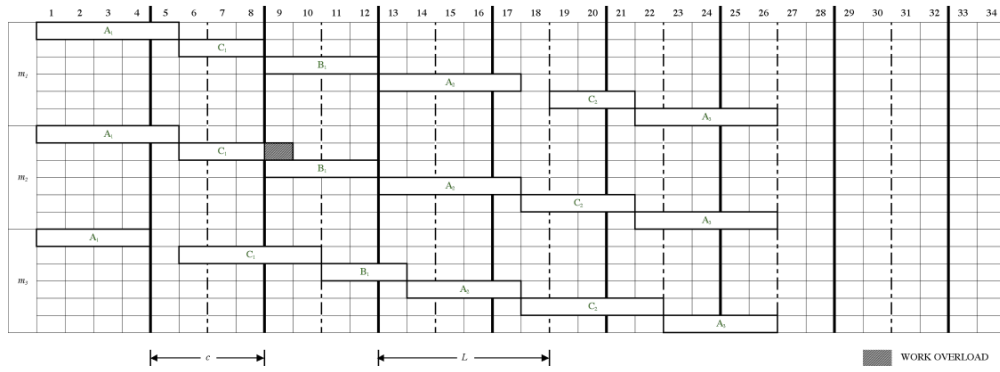 1 2 3 4 5 6 7 8 9 10 11 12 13 14 15 16 17 18 19 20 21 22 23 24 25 26 27 28 29 30 31 32 33 34
A₁
C₁
B₁
m₂
A₂
C₂
A₃
A₁
C₁
B₁
m₂
A₂
C₂
A₃
A₁
C₁
B₁
m₃
A₂
C₂
A₃
c L
WORK OVERLOAD